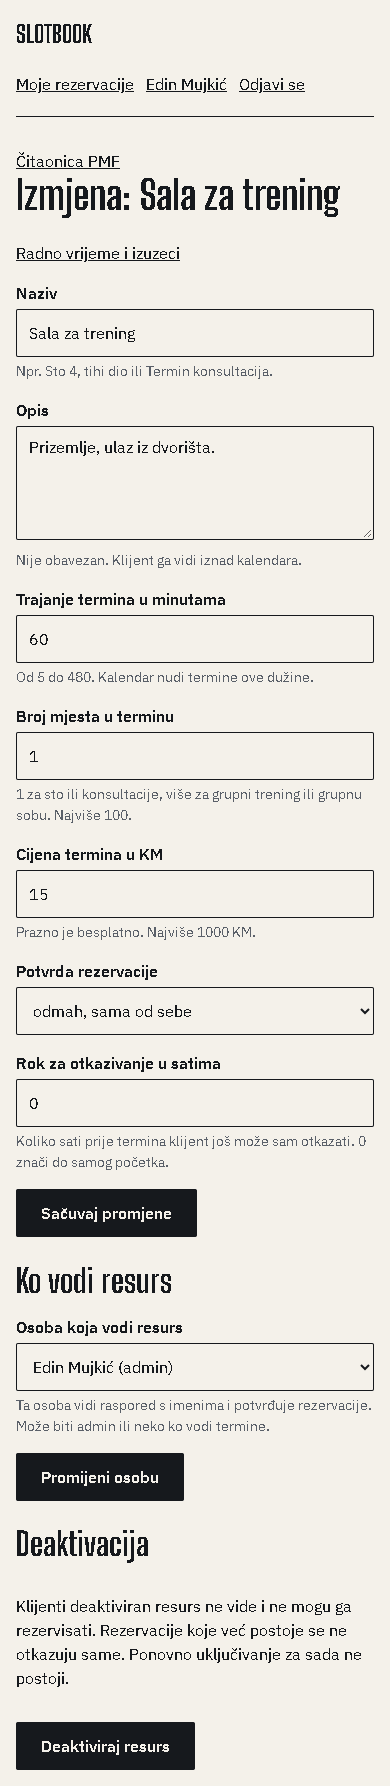 SLOTBOOK
Moje rezervacije Edin Mujkić Odjavi se
Čitaonica PMF
Izmjena: Sala za trening
Radno vrijeme i izuzeci
Naziv
Sala za trening
Npr. Sto 4, tihi dio ili Termin konsultacija.
Opis
Prizemlje, ulaz iz dvorišta.
Nije obavezan. Klijent ga vidi iznad kalendara.
Trajanje termina u minutama
60
Od 5 do 480. Kalendar nudi termine ove dužine.
Broj mjesta u terminu
1
1 za sto ili konsultacije, više za grupni trening ili grupnu
sobu. Najviše 100.
Cijena termina u KM
15
Prazno je besplatno. Najviše 1000 KM.
Potvrda rezervacije
odmah, sama od sebe
Rok za otkazivanje u satima
0
Koliko sati prije termina klijent još može sam otkazati. 0
znači do samog početka.
Sačuvaj promjene
Ko vodi resurs
Osoba koja vodi resurs
Edin Mujkić (admin)
Ta osoba vidi raspored s imenima i potvrđuje rezervacije.
Može biti admin ili neko ko vodi termine.
Promijeni osobu
Deaktivacija
Klijenti deaktiviran resurs ne vide i ne mogu ga
rezervisati. Rezervacije koje već postoje se ne
otkazuju same. Ponovno uključivanje za sada ne
postoji.
Deaktiviraj resurs